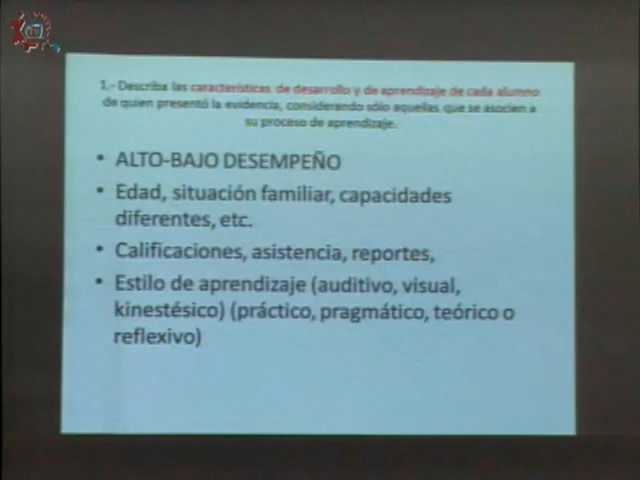 1.- Describa las características de desarrollo y de aprendizaje de cada alumno
de quien presentó la evidencia, considerando sólo aquellas que se asocien a
su proceso de aprendizaje.
• ALTO-BAJO DESEMPEÑO
• Edad, situación familiar, capacidades
diferentes, etc.
• Calificaciones, asistencia, reportes,
• Estilo de aprendizaje (auditivo, visual,
kinestésico) (práctico, pragmático, teórico o
reflexivo)